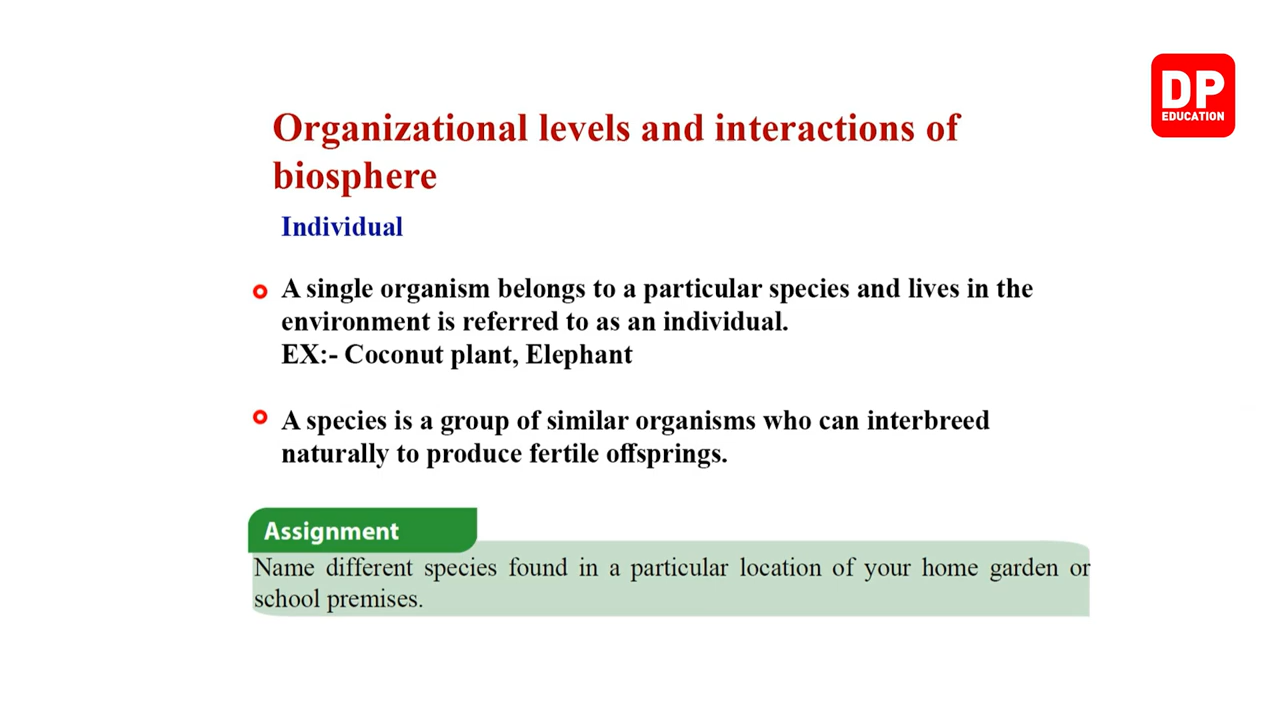 DP
EDUCATION
Organizational levels and interactions of
biosphere
Individual
A single organism belongs to a particular species and lives in the
environment is referred to as an individual.
EX:- Coconut plant, Elephant
A species is a group of similar organisms who can interbreed
naturally to produce fertile offsprings.
Assignment
Name different species found in a particular location of your home garden or
school premises.